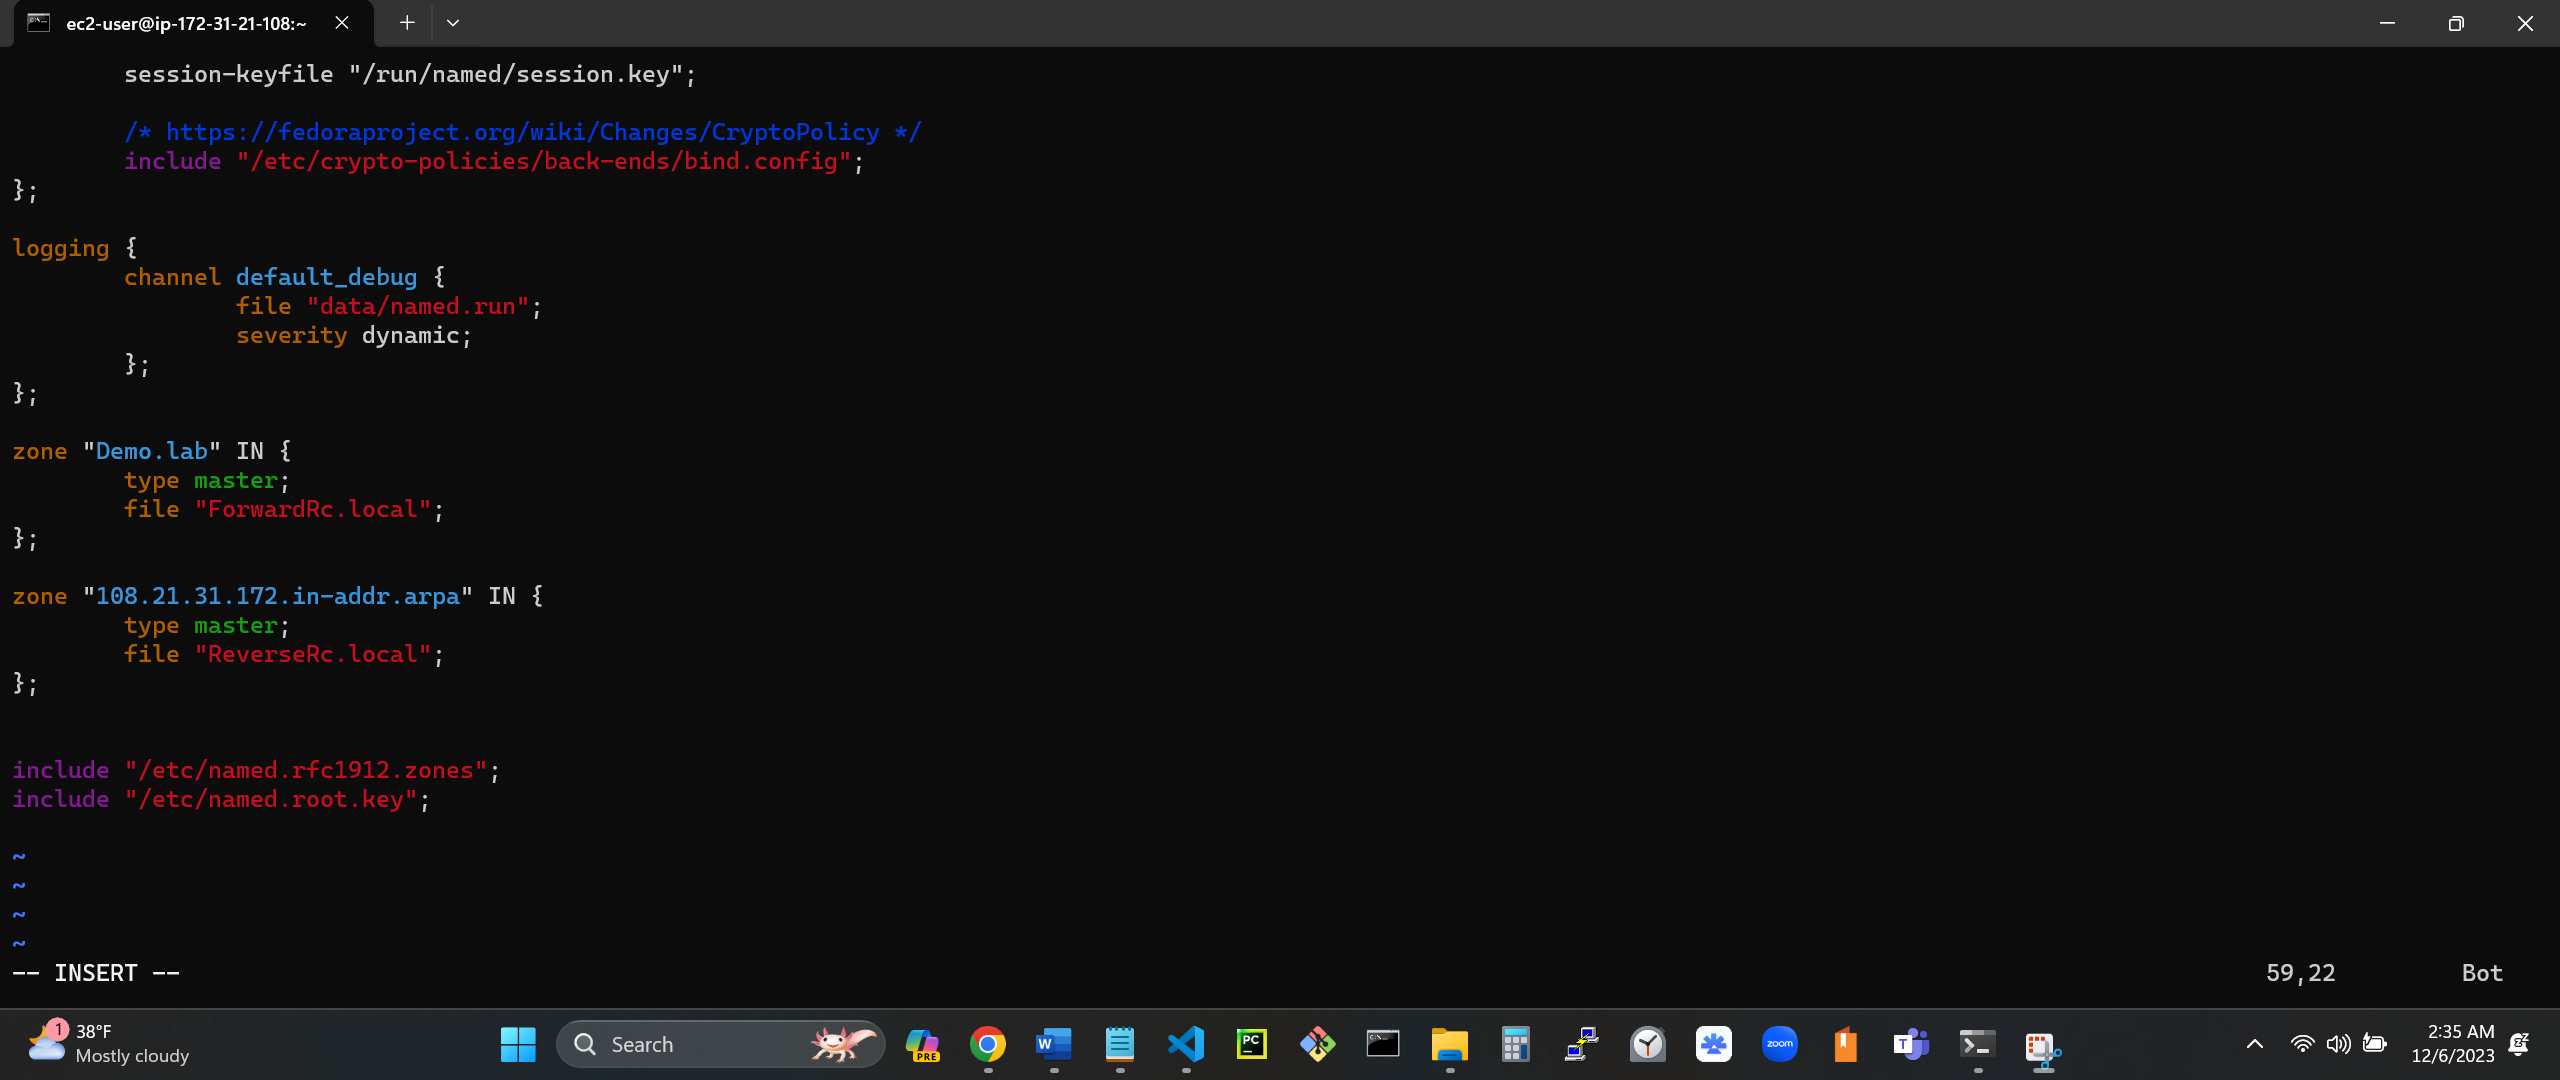 ec2-user@ip-172-31-21-108:~
        session-keyfile "/run/named/session.key";
        /* https://fedoraproject.org/wiki/Changes/CryptoPolicy */
        include "/etc/crypto-policies/back-ends/bind.config";
};
logging {
        channel default_debug {
                file "data/named.run";
                severity dynamic;
        };
};
zone "Demo.lab" IN {
        type master;
        file "ForwardRc.local";
};
zone "108.21.31.172.in-addr.arpa" IN {
        type master;
        file "ReverseRc.local";
};
include "/etc/named.rfc1912.zones";
include "/etc/named.root.key";
~
~
~
~
-- INSERT -- 59,22 Bot
1 38°F
Mostly cloudy
Search
PRE
W
PC
zoom
T
2:35 AM
12/6/2023